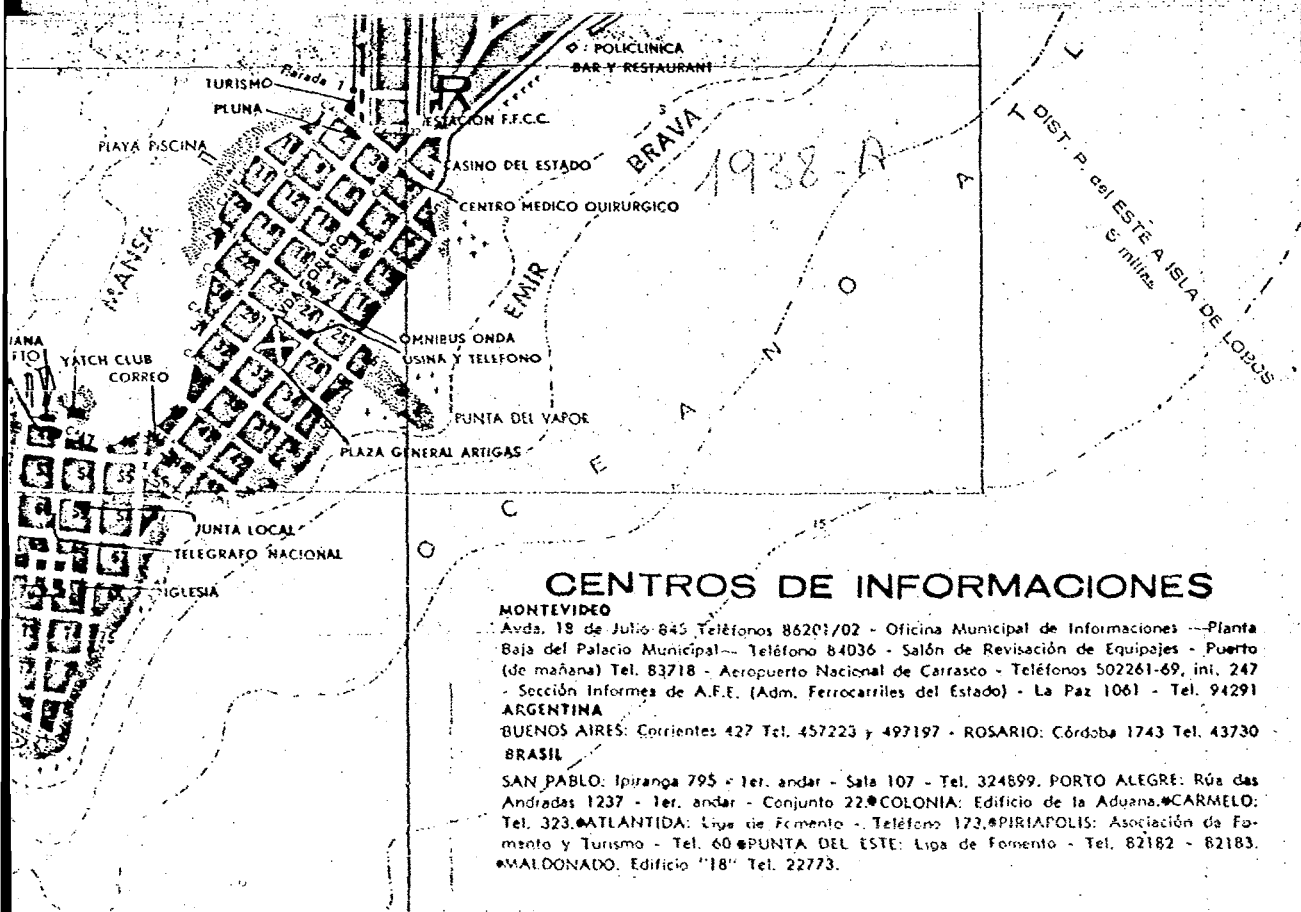 POLICLINICA
BAR Y RESTAURANT
Parada 1
TURISMO
PLUNA
R
ESTACION F.F.C.C.
PLAYA PISCINA
CASINO DEL ESTADO
CENTRO MEDICO QUIRURGICO
BRAVA
1938-A
MANSA
EMIR
OMNIBUS ONDA
USINA Y TELEFONO
YATCH CLUB
CORREO
PUNTA DEL VAPOR
PLAZA GENERAL ARTIGAS
JUNTA LOCAL
TELEGRAFO NACIONAL
IGLESIA
OCEANO
ATL
DIST. P. del ESTE A ISLA DE LOBOS
5 millas
15
CENTROS DE INFORMACIONES
MONTEVIDEO
Avda. 18 de Julio 845 Teléfonos 86201/02 - Oficina Municipal de Informaciones - Planta
Baja del Palacio Municipal - Teléfono 84036 - Salón de Revisación de Equipajes - Puerto
(de mañana) Tel. 83718 - Aeropuerto Nacional de Carrasco - Teléfonos 502261-69, int. 247
- Sección Informes de A.F.E. (Adm. Ferrocarriles del Estado) - La Paz 1061 - Tel. 94291
ARGENTINA
BUENOS AIRES: Corrientes 427 Tel. 457223 y 497197 - ROSARIO: Córdoba 1743 Tel. 43730
BRASIL
SAN PABLO: Ipiranga 795 - 1er. andar - Sala 107 - Tel. 324899. PORTO ALEGRE: Rúa das
Andradas 1237 - 1er. andar - Conjunto 22.●COLONIA: Edificio de la Aduana.●CARMELO:
Tel. 323.●ATLANTIDA: Liga de Fomento - Teléfono 173.●PIRIAPOLIS: Asociación de Fo-
mento y Turismo - Tel. 60●PUNTA DEL ESTE: Liga de Fomento - Tel. 82182 - 82183.
●MALDONADO. Edificio "18" Tel. 22773.